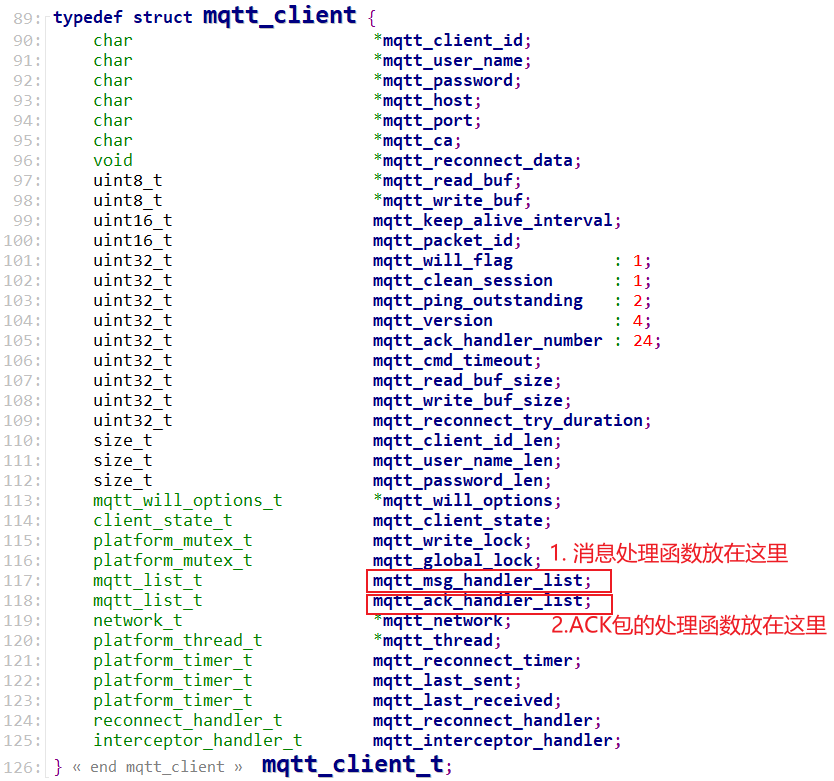 89: typedef struct mqtt_client {
90: char *mqtt_client_id;
91: char *mqtt_user_name;
92: char *mqtt_password;
93: char *mqtt_host;
94: char *mqtt_port;
95: char *mqtt_ca;
96: void *mqtt_reconnect_data;
97: uint8_t *mqtt_read_buf;
98: uint8_t *mqtt_write_buf;
99: uint16_t mqtt_keep_alive_interval;
100: uint16_t mqtt_packet_id;
101: uint32_t mqtt_will_flag : 1;
102: uint32_t mqtt_clean_session : 1;
103: uint32_t mqtt_ping_outstanding : 2;
104: uint32_t mqtt_version : 4;
105: uint32_t mqtt_ack_handler_number : 24;
106: uint32_t mqtt_cmd_timeout;
107: uint32_t mqtt_read_buf_size;
108: uint32_t mqtt_write_buf_size;
109: uint32_t mqtt_reconnect_try_duration;
110: size_t mqtt_client_id_len;
111: size_t mqtt_user_name_len;
112: size_t mqtt_password_len;
113: mqtt_will_options_t *mqtt_will_options;
114: client_state_t mqtt_client_state;
115: platform_mutex_t mqtt_write_lock;
116: platform_mutex_t mqtt_global_lock;
1. 消息处理函数放在这里
117: mqtt_list_t mqtt_msg_handler_list;
118: mqtt_list_t mqtt_ack_handler_list;
119: network_t *mqtt_network;
2.ACK包的处理函数放在这里
120: platform_thread_t *mqtt_thread;
121: platform_timer_t mqtt_reconnect_timer;
122: platform_timer_t mqtt_last_sent;
123: platform_timer_t mqtt_last_received;
124: reconnect_handler_t mqtt_reconnect_handler;
125: interceptor_handler_t mqtt_interceptor_handler;
126: } « end mqtt_client » mqtt_client_t;